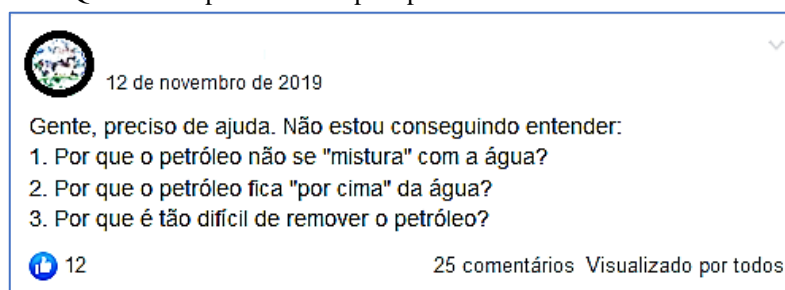 12 de novembro de 2019
Gente, preciso de ajuda. Não estou conseguindo entender:
1. Por que o petróleo não se "mistura" com a água?
2. Por que o petróleo fica "por cima" da água?
3. Por que é tão difícil de remover o petróleo?
12
25 comentários Visualizado por todos